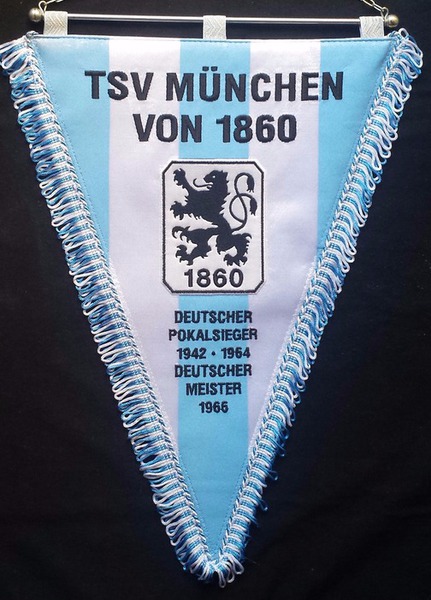 TSV MÜNCHEN
VON 1860
1860
DEUTSCHER
POKALSIEGER
1942 · 1964
DEUTSCHER
MEISTER
1966